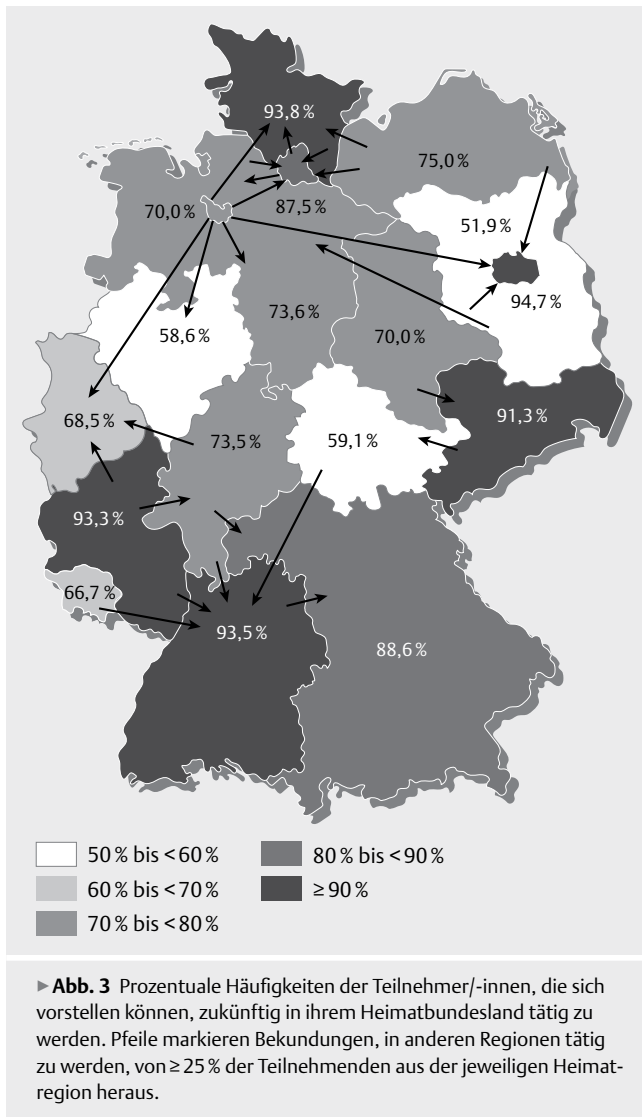 93,8 %
75,0 %
70,0 %
87,5 %
51,9 %
94,7 %
73,6 %
58,6 %
70,0 %
91,3 %
68,5 %
73,5 %
59,1 %
93,3 %
66,7 %
93,5 %
88,6 %
50 % bis < 60 %
60 % bis < 70 %
70 % bis < 80 %
80 % bis < 90 %
≥ 90 %
►Abb. 3 Prozentuale Häufigkeiten der Teilnehmer/-innen, die sich
vorstellen können, zukünftig in ihrem Heimatbundesland tätig zu
werden. Pfeile markieren Bekundungen, in anderen Regionen tätig
zu werden, von ≥ 25 % der Teilnehmenden aus der jeweiligen Heimat-
region heraus.